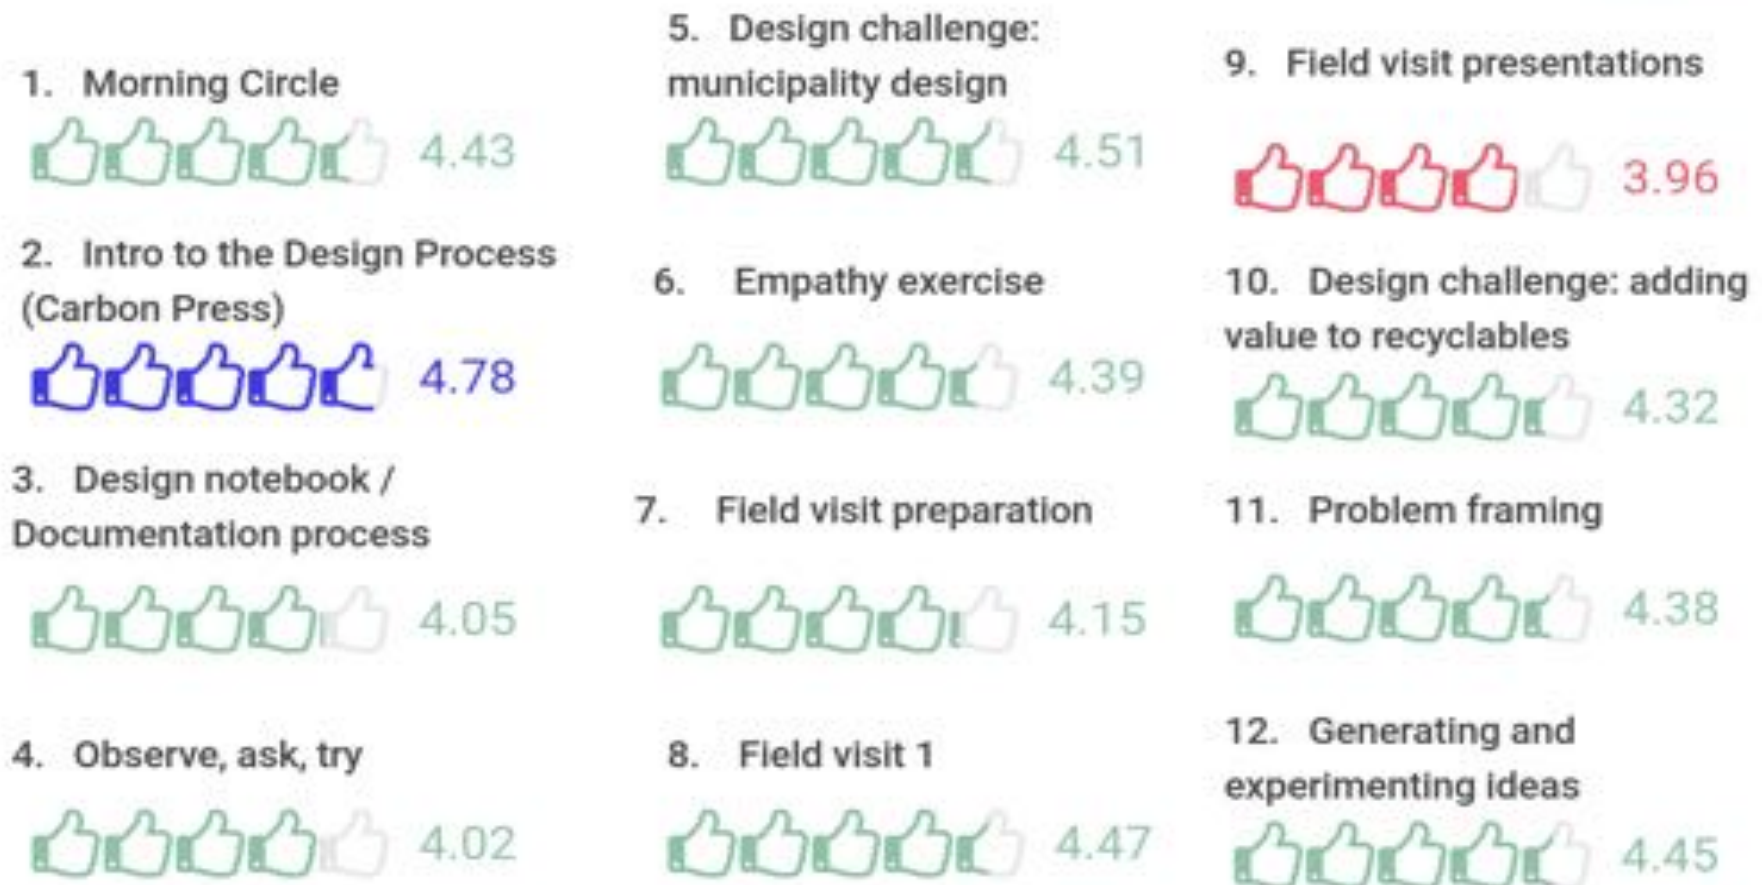 1. Morning Circle
4.43
2. Intro to the Design Process
(Carbon Press)
4.78
3. Design notebook /
Documentation process
4.05
4. Observe, ask, try
4.02
5. Design challenge:
municipality design
4.51
6. Empathy exercise
4.39
7. Field visit preparation
4.15
8. Field visit 1
4.47
9. Field visit presentations
3.96
10. Design challenge: adding
value to recyclables
4.32
11. Problem framing
4.38
12. Generating and
experimenting ideas
4.45